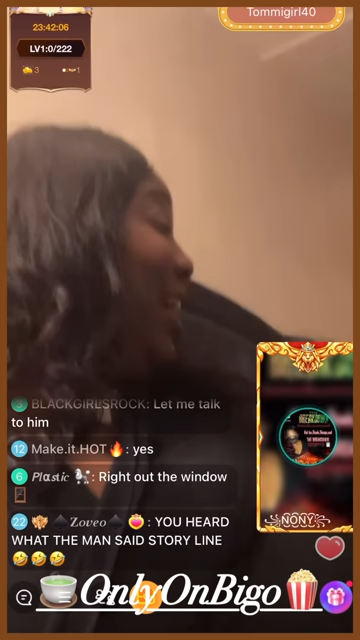 Tommigirl40
23:42:06
LV1:0/222
3
1
3 BLACKGIRLSROCK: Let me talk
to him
12 Make.it.HOT🔥: yes
6 Plastic : Right out the window
22 Zoveo : YOU HEARD
WHAT THE MAN SAID STORY LINE
🤣🤣🤣
NONY
OnlyOnBigo